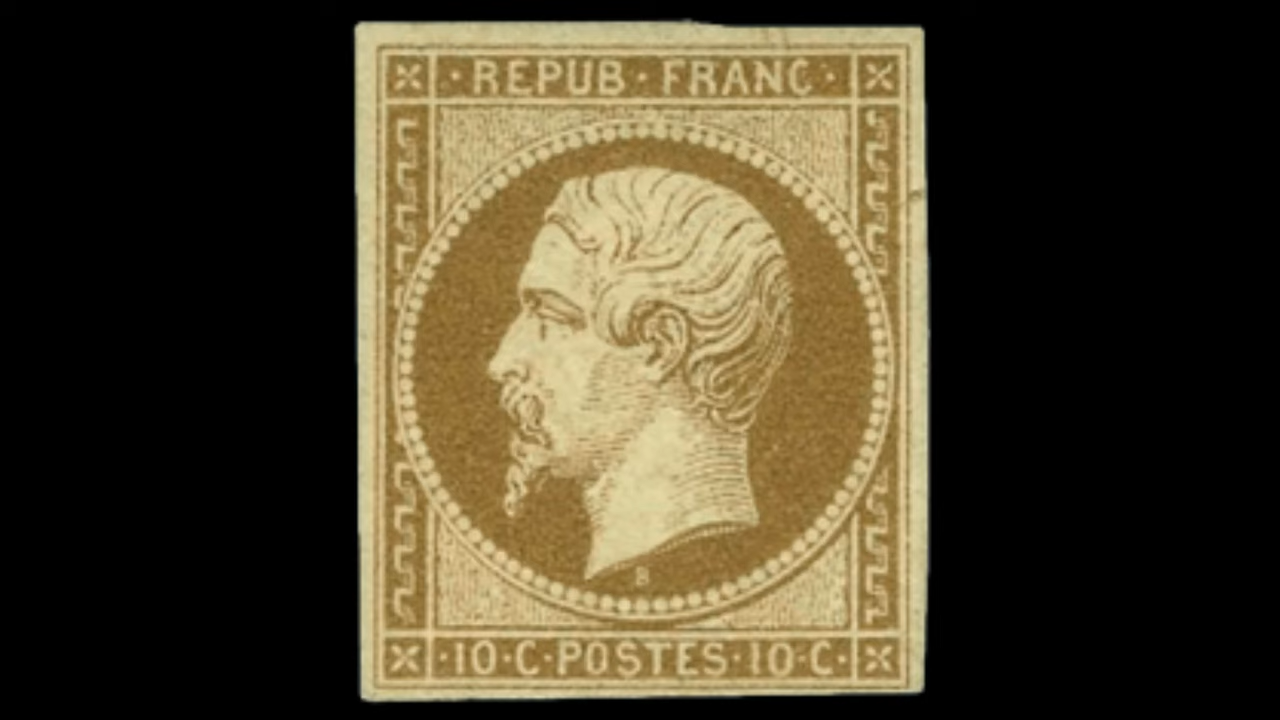 · REPUB · FRANC ·
B
· 10 · C · POSTES · 10 · C ·